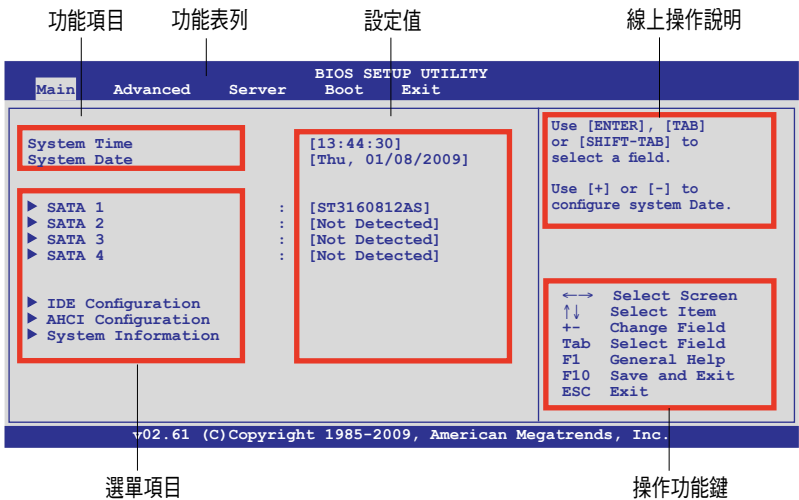 功能項目 功能表列 設定值 線上操作說明
BIOS SETUP UTILITY
Main Advanced Server Boot Exit
System Time [13:44:30]
System Date [Thu, 01/08/2009]
SATA 1 : [ST3160812AS]
SATA 2 : [Not Detected]
SATA 3 : [Not Detected]
SATA 4 : [Not Detected]
IDE Configuration
AHCI Configuration
System Information
Use [ENTER], [TAB]
or [SHIFT-TAB] to
select a field.
Use [+] or [-] to
configure system Date.
←→ Select Screen
↑↓ Select Item
+- Change Field
Tab Select Field
F1 General Help
F10 Save and Exit
ESC Exit
v02.61 (C)Copyright 1985-2009, American Megatrends, Inc.
選單項目 操作功能鍵